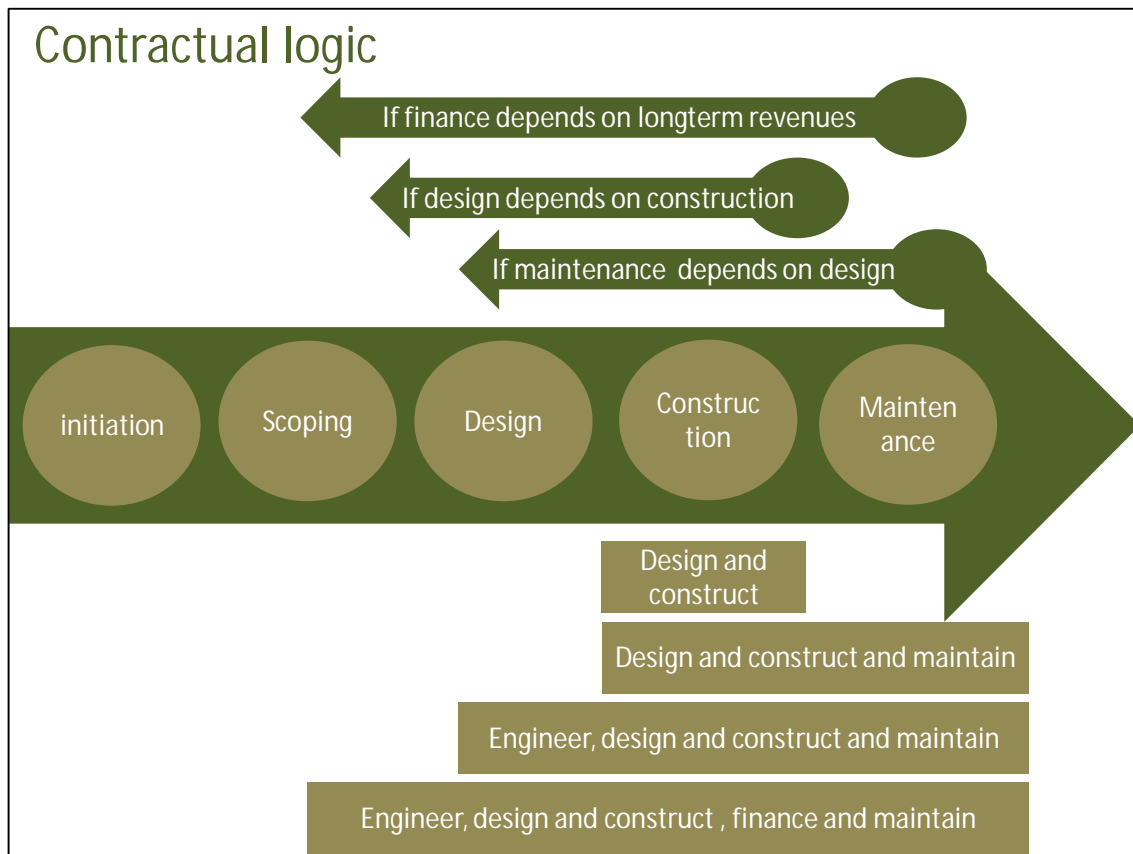 Contractual logic
If finance depends on longterm revenues
If design depends on construction
If maintenance depends on design
initiation
Scoping
Design
Construc
tion
Mainten
ance
Design and
construct
Design and construct and maintain
Engineer, design and construct and maintain
Engineer, design and construct , finance and maintain